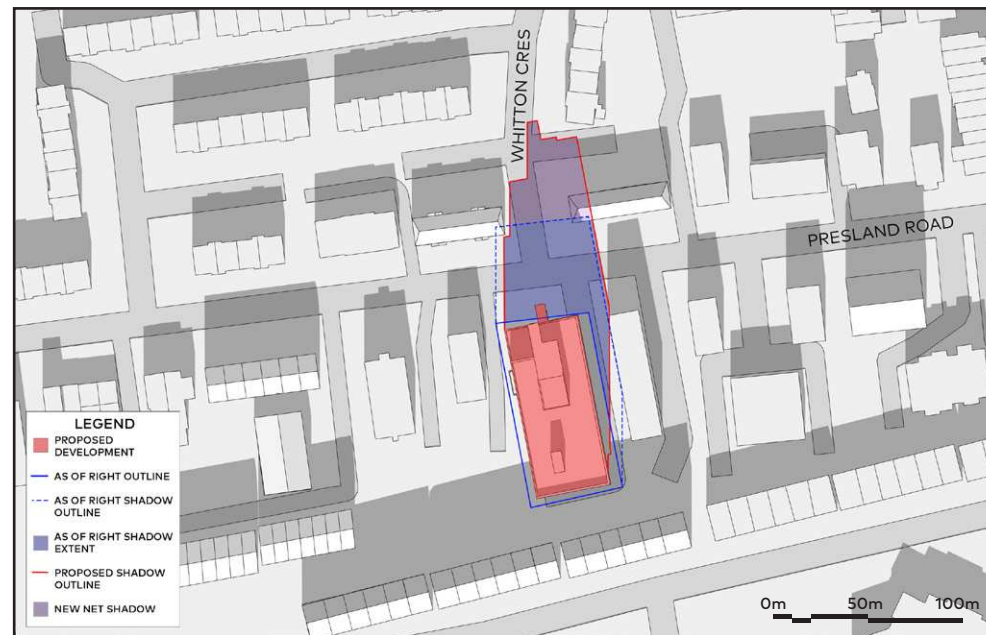 WHITTON CRES
PRESLAND ROAD
LEGEND
PROPOSED
DEVELOPMENT
AS OF RIGHT OUTLINE
AS OF RIGHT SHADOW
OUTLINE
AS OF RIGHT SHADOW
EXTENT
PROPOSED SHADOW
OUTLINE
NEW NET SHADOW
0m 50m 100m